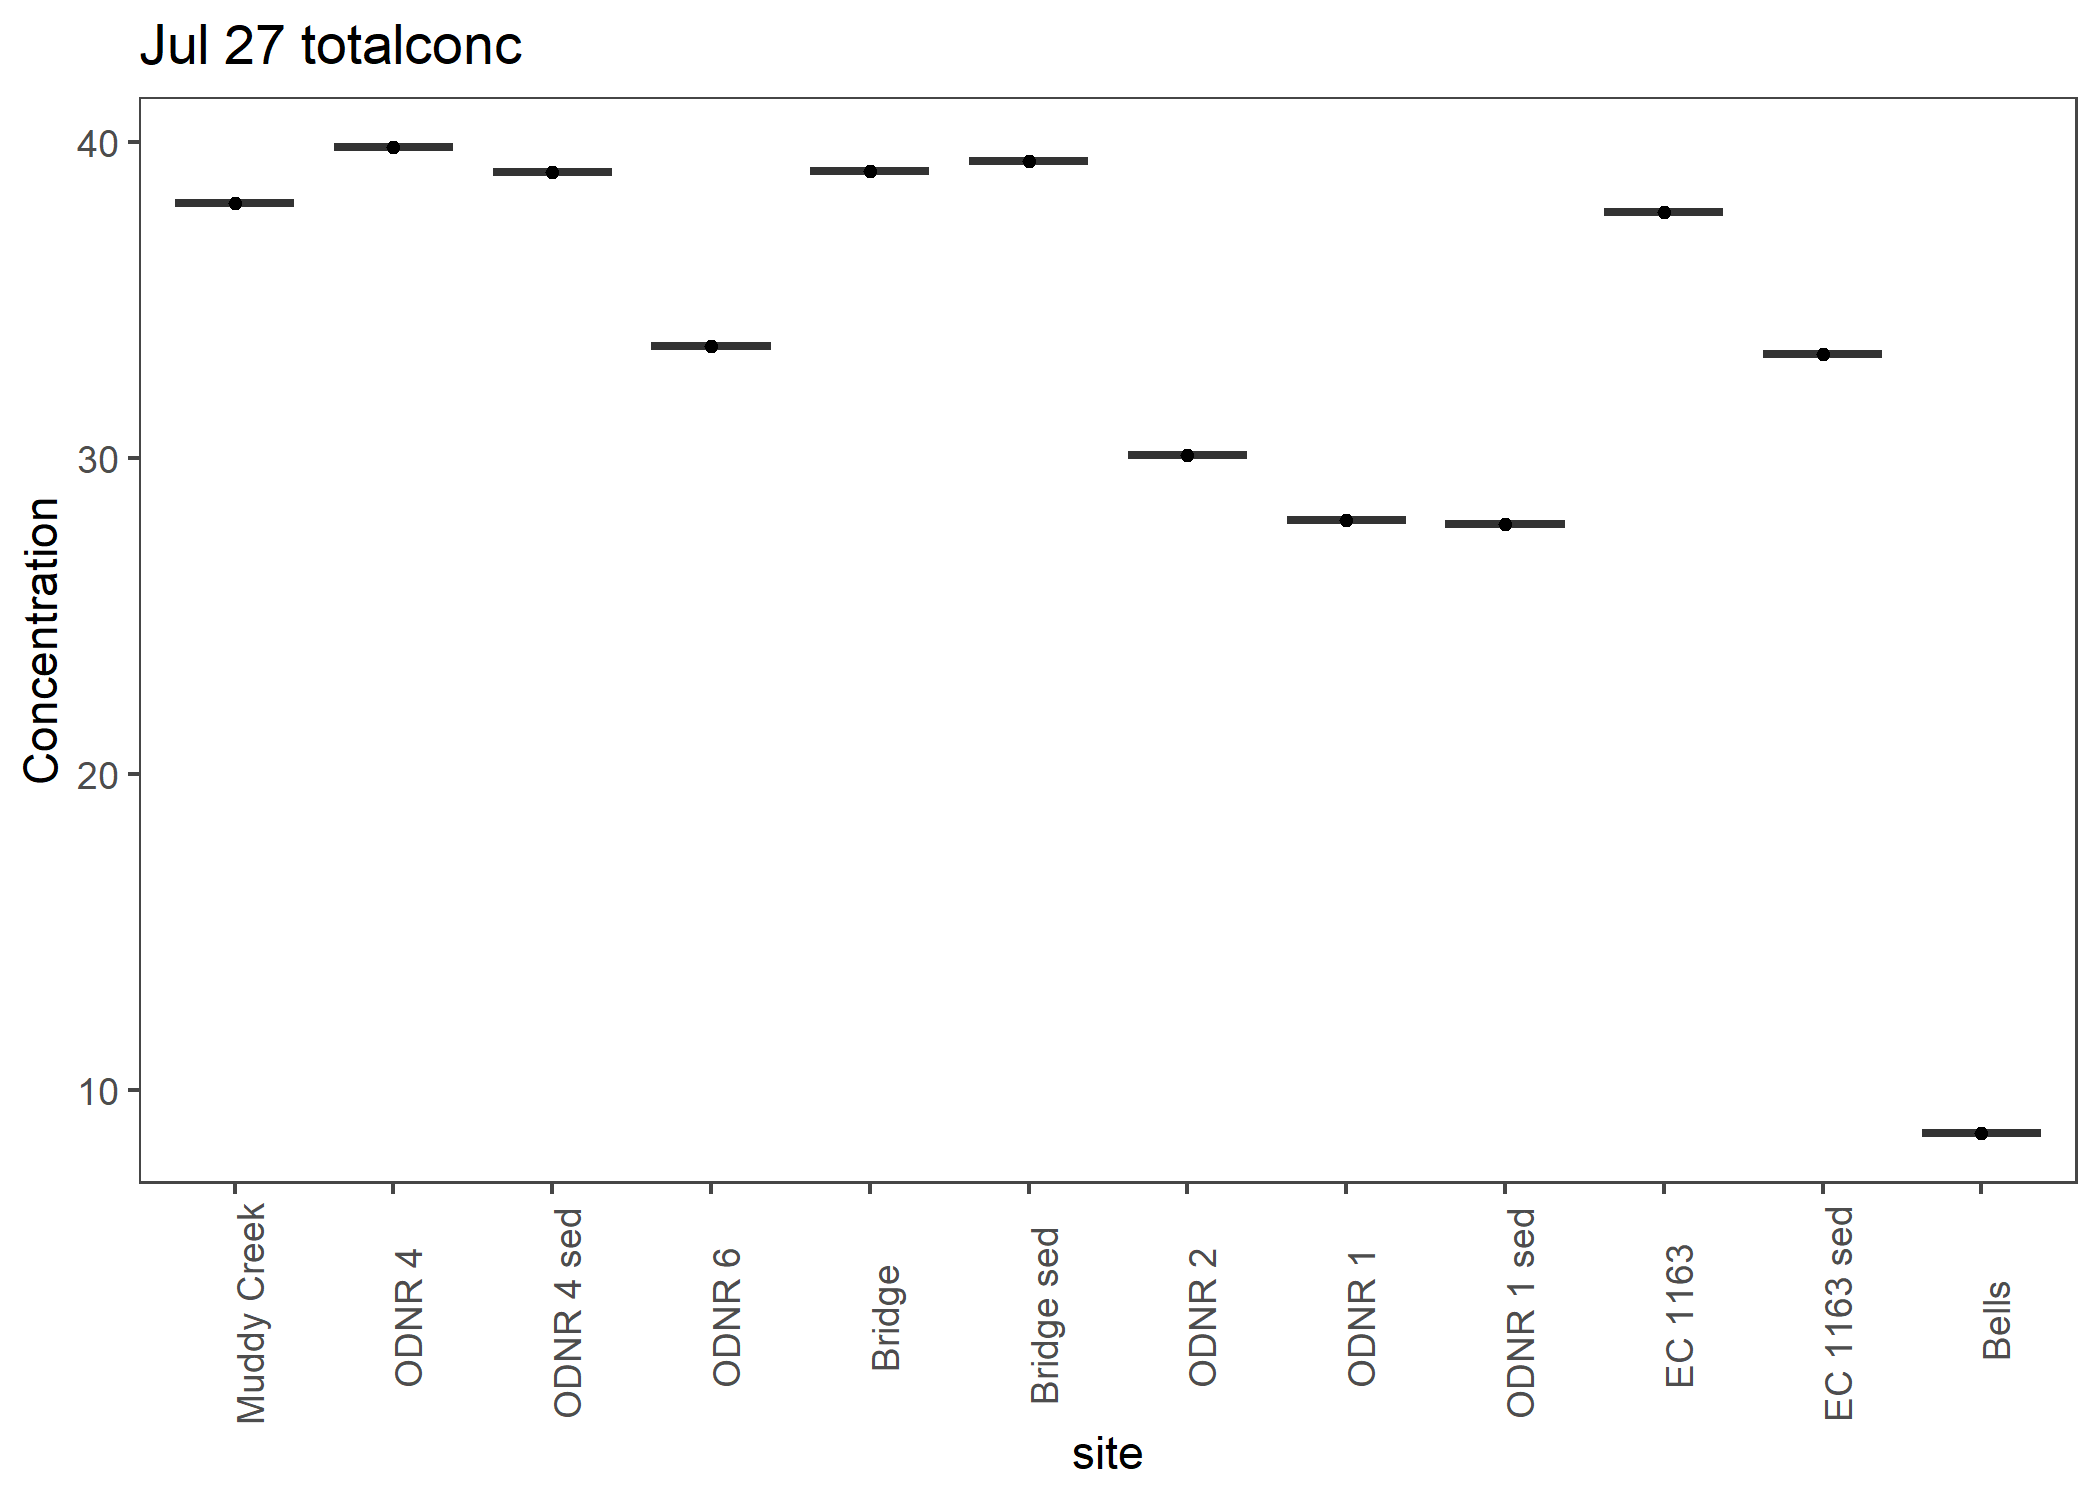 Jul 27 totalconc
Concentration
40
30
20
10
Muddy Creek
ODNR 4
ODNR 4 sed
ODNR 6
Bridge
Bridge sed
ODNR 2
ODNR 1
ODNR 1 sed
EC 1163
EC 1163 sed
Bells
site